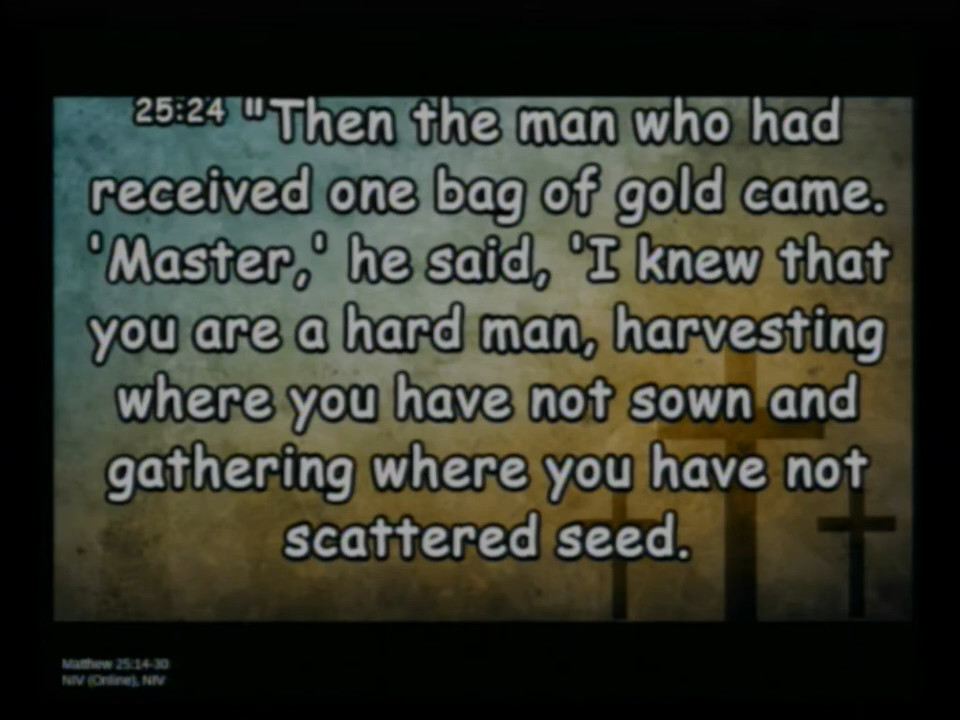 25:24 "Then the man who had
received one bag of gold came.
'Master,' he said, 'I knew that
you are a hard man, harvesting
where you have not sown and
gathering where you have not
scattered seed.
Matthew 25:14-30
NIV (Online), NIV